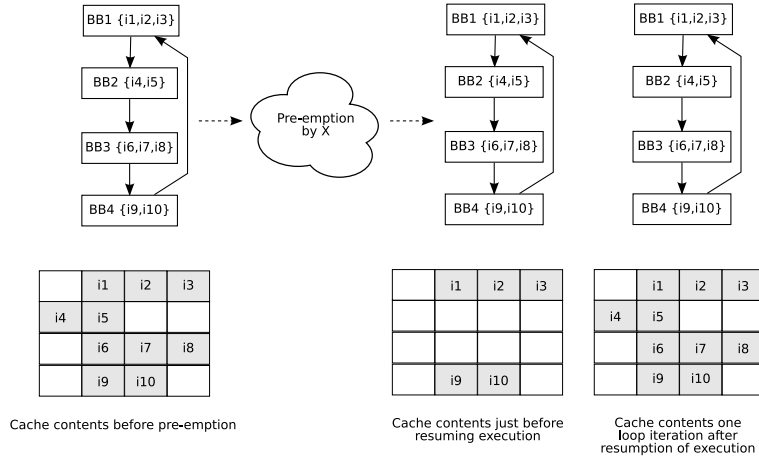 BB1 {i1,i2,i3}
BB2 {i4,i5}
BB3 {i6,i7,i8}
BB4 {i9,i10}
Pre-emption
by X
BB1 {i1,i2,i3}
BB2 {i4,i5}
BB3 {i6,i7,i8}
BB4 {i9,i10}
BB1 {i1,i2,i3}
BB2 {i4,i5}
BB3 {i6,i7,i8}
BB4 {i9,i10}
i1 i2 i3
i4 i5
i6 i7 i8
i9 i10
Cache contents before pre-emption
i1 i2 i3
i9 i10
Cache contents just before
resuming execution
i1 i2 i3
i4 i5
i6 i7 i8
i9 i10
Cache contents one
loop iteration after
resumption of execution